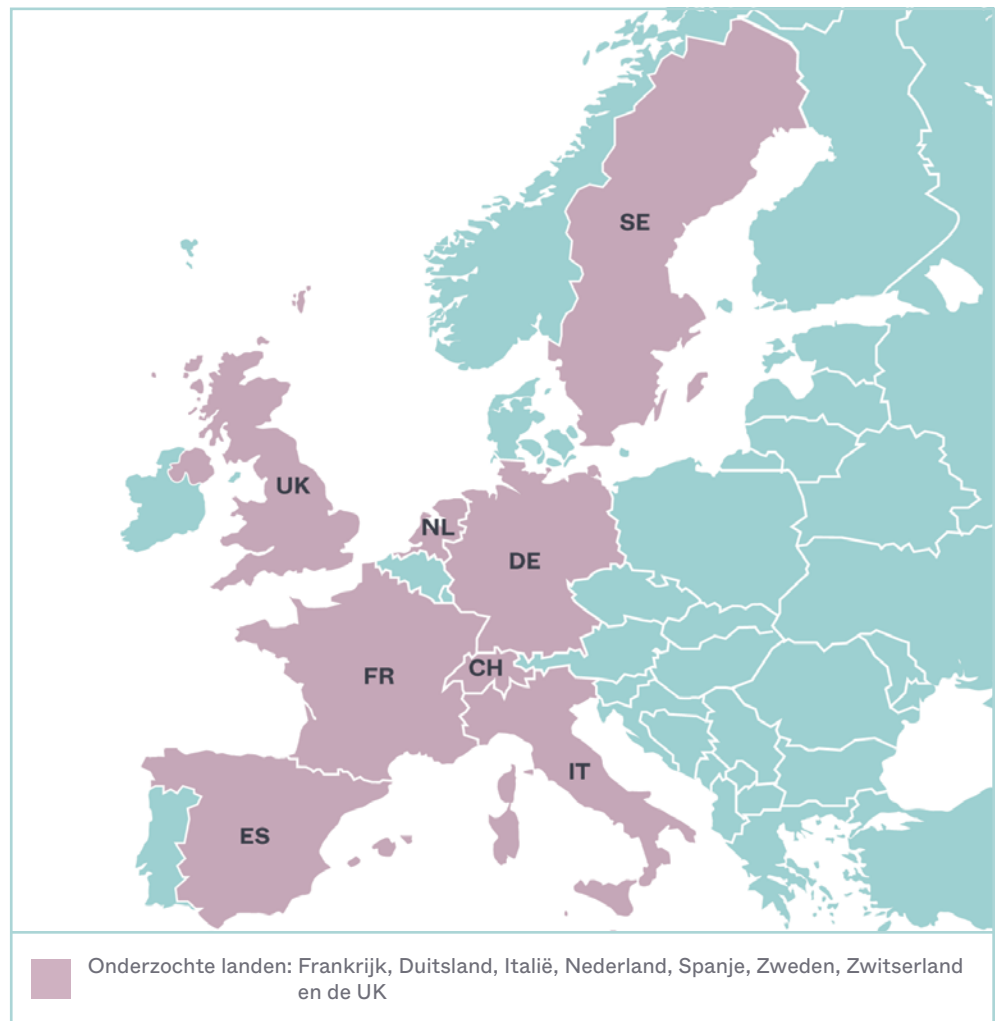 SE
UK
NL
DE
CH
FR
IT
ES
Onderzochte landen: Frankrijk, Duitsland, Italië, Nederland, Spanje, Zweden, Zwitserland
en de UK